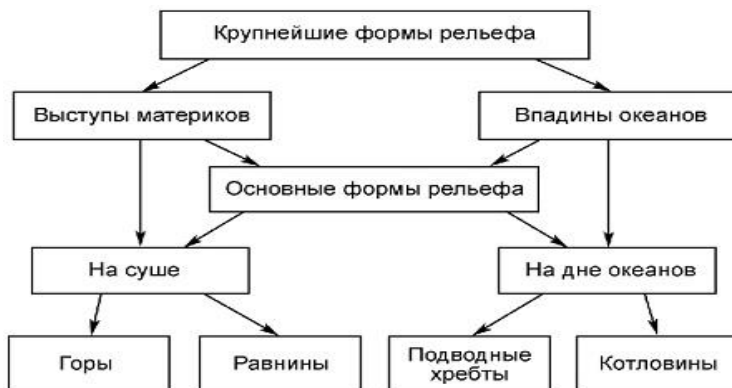 Крупнейшие формы рельефа
Выступы материков
Впадины океанов
Основные формы рельефа
На суше
На дне океанов
Горы
Равнины
Подводные
хребты
Котловины